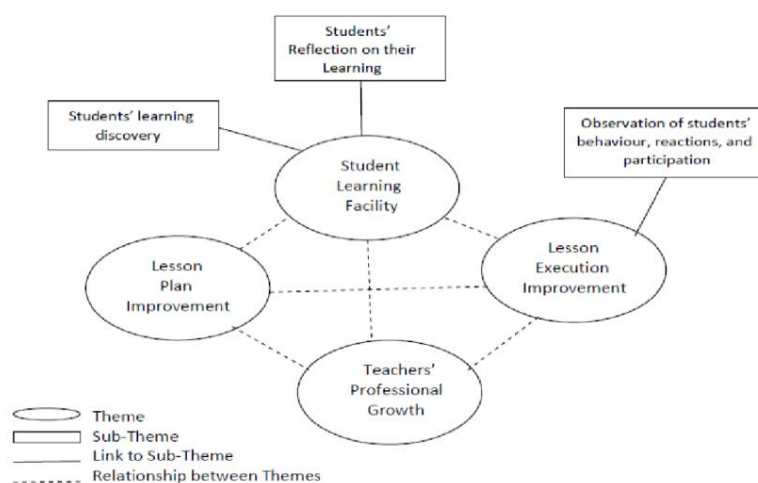 Students'
Reflection on their
Learning
Students' learning
discovery
Observation of students'
behaviour, reactions, and
participation
Student
Learning
Facility
Lesson
Plan
Improvement
Lesson
Execution
Improvement
Teachers'
Professional
Growth
Theme
Sub-Theme
Link to Sub-Theme
Relationship between Themes